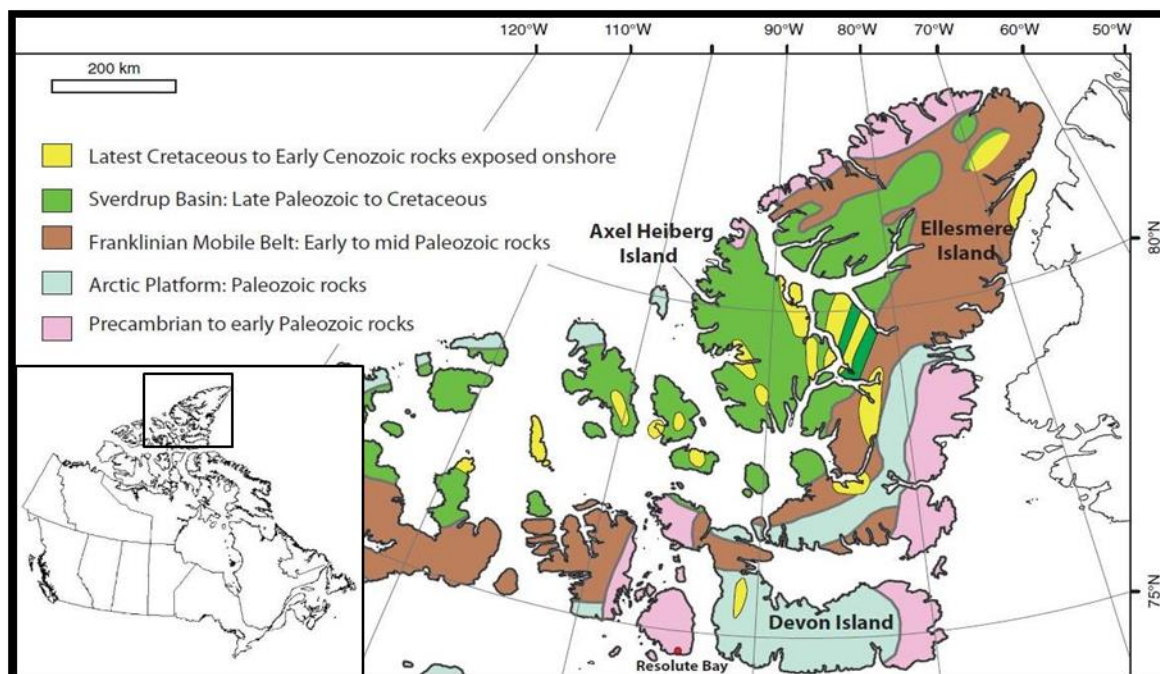 120°W 110°W 100°W 90°W 80°W 70°W 60°W 50°W
200 km
Latest Cretaceous to Early Cenozoic rocks exposed onshore
Sverdrup Basin: Late Paleozoic to Cretaceous
Franklinian Mobile Belt: Early to mid Paleozoic rocks
Arctic Platform: Paleozoic rocks
Precambrian to early Paleozoic rocks
Axel Heiberg
Island
Ellesmere
Island
80°N
75°N
Devon Island
Resolute Bay